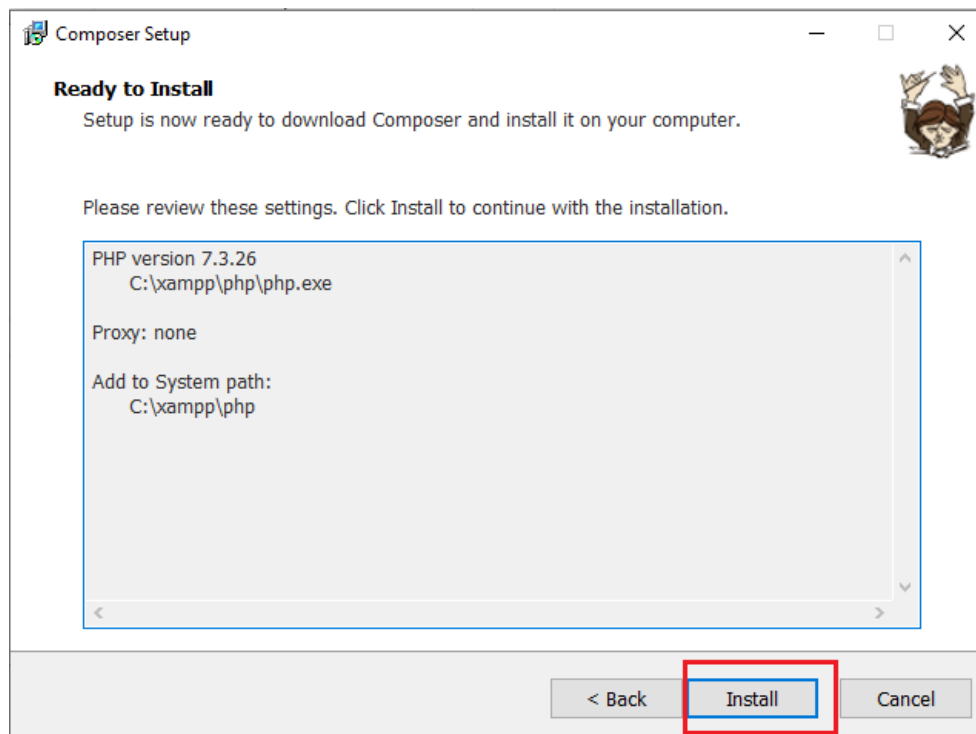 Composer Setup
Ready to Install
Setup is now ready to download Composer and install it on your computer.
Please review these settings. Click Install to continue with the installation.
PHP version 7.3.26
C:\xampp\php\php.exe
Proxy: none
Add to System path:
C:\xampp\php
< Back
Install
Cancel